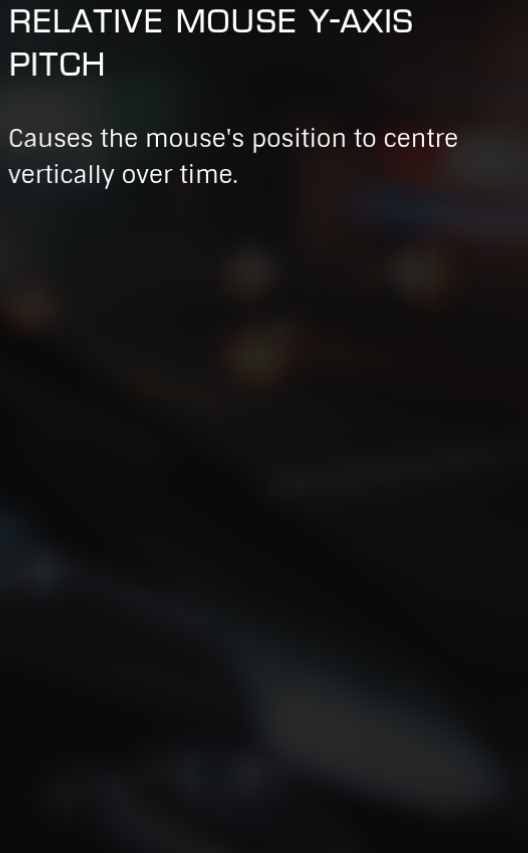 RELATIVE MOUSE Y-AXIS
PITCH
Causes the mouse's position to centre
vertically over time.